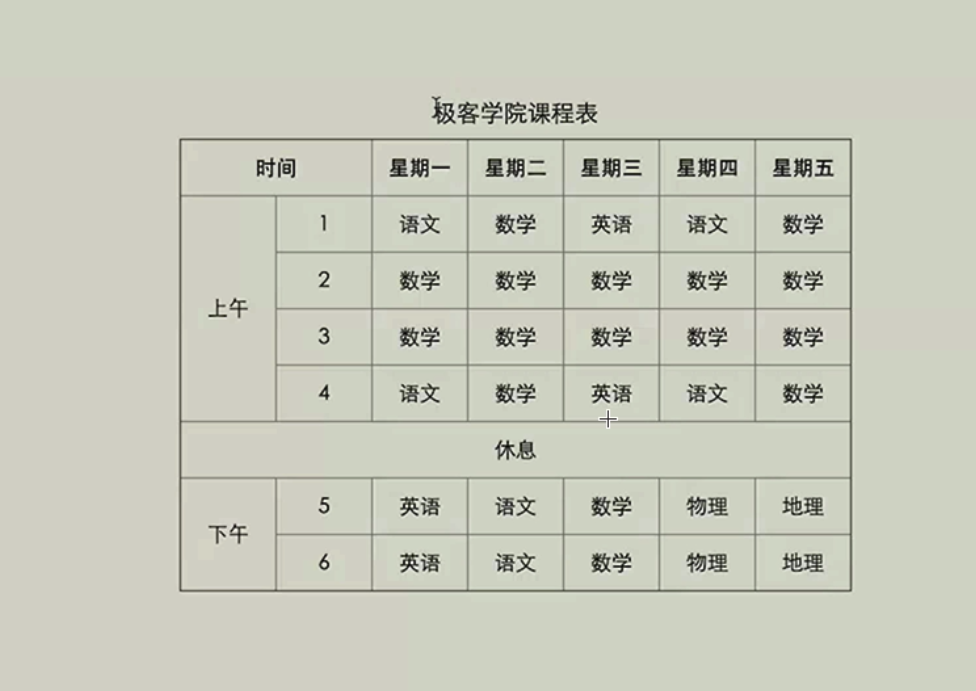 极客学院课程表
时间 星期一 星期二 星期三 星期四 星期五
上午
1 语文 数学 英语 语文 数学
2 数学 数学 数学 数学 数学
3 数学 数学 数学 数学 数学
4 语文 数学 英语 语文 数学
休息
下午
5 英语 语文 数学 物理 地理
6 英语 语文 数学 物理 地理